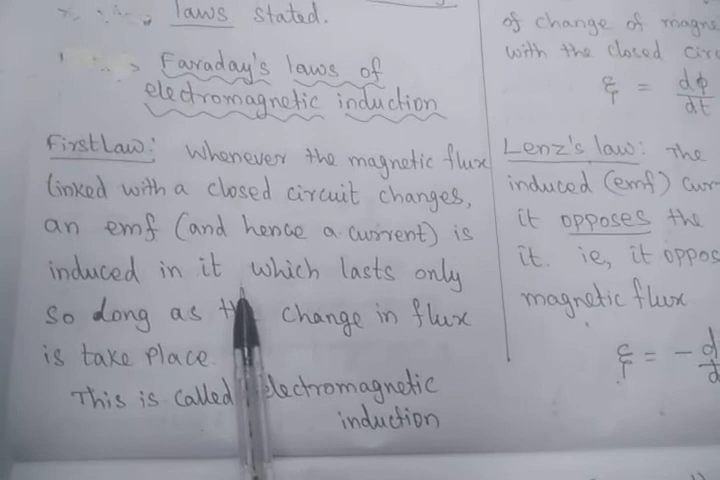 laws stated.
Faraday's laws of
electromagnetic induction
First Law: Whenever the magnetic flux
linked with a closed circuit changes,
an emf (and hence a current) is
induced in it which lasts only
so long as the change in flux
is take place.
This is called electromagnetic
induction
of change of magne
with the closed circ
ξ = dφ/dt
Lenz's law: The
induced (emf) curr
it opposes the
it. ie, it oppos
magnetic flux
ξ = - d/d